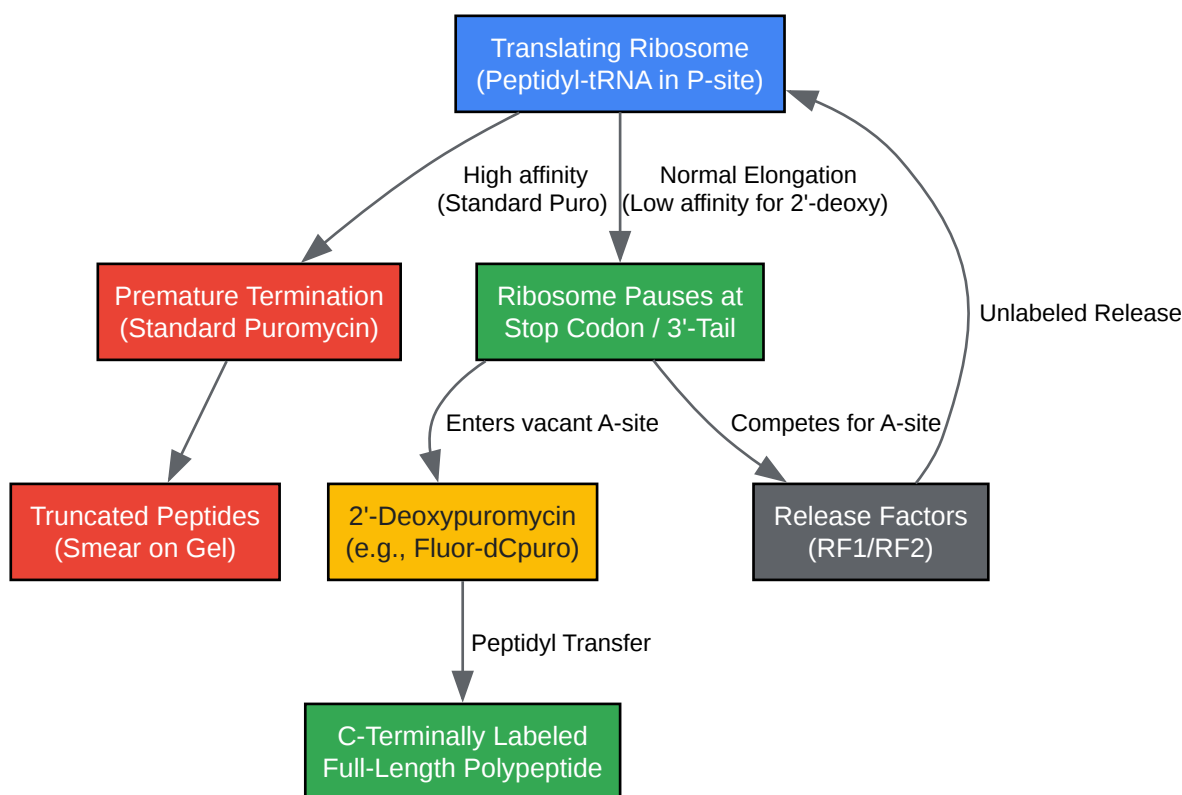 Translating Ribosome
(Peptidyl-tRNA in P-site)
High affinity
(Standard Puro)
Normal Elongation
(Low affinity for 2'-deoxy)
Premature Termination
(Standard Puromycin)
Ribosome Pauses at
Stop Codon / 3'-Tail
Unlabeled Release
Enters vacant A-site
Competes for A-site
Truncated Peptides
(Smear on Gel)
2'-Deoxypuromycin
(e.g., Fluor-dCpuro)
Release Factors
(RF1/RF2)
Peptidyl Transfer
C-Terminally Labeled
Full-Length Polypeptide